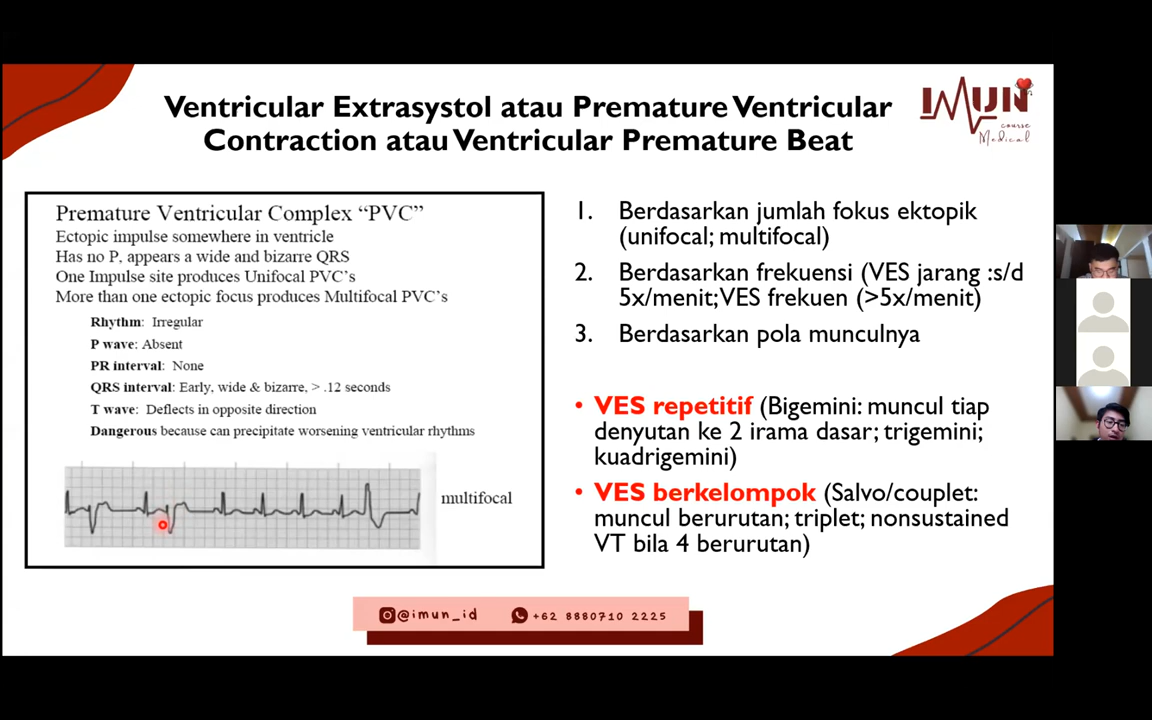 Ventricular Extrasystol atau Premature Ventricular
Contraction atau Ventricular Premature Beat
IMUN
course
Medical
Premature Ventricular Complex “PVC”
Ectopic impulse somewhere in ventricle
Has no P, appears a wide and bizarre QRS
One Impulse site produces Unifocal PVC’s
More than one ectopic focus produces Multifocal PVC’s
Rhythm: Irregular
P wave: Absent
PR interval: None
QRS interval: Early, wide & bizarre, > .12 seconds
T wave: Deflects in opposite direction
Dangerous because can precipitate worsening ventricular rhythms
multifocal
1. Berdasarkan jumlah fokus ektopik
(unifocal; multifocal)
2. Berdasarkan frekuensi (VES jarang :s/d
5x/menit;VES frekuen (>5x/menit)
3. Berdasarkan pola munculnya
• VES repetitif (Bigemini: muncul tiap
denyutan ke 2 irama dasar; trigemini;
kuadrigemini)
• VES berkelompok (Salvo/couplet:
muncul berurutan; triplet; nonsustained
VT bila 4 berurutan)
@imun_id +62 8880710 2225